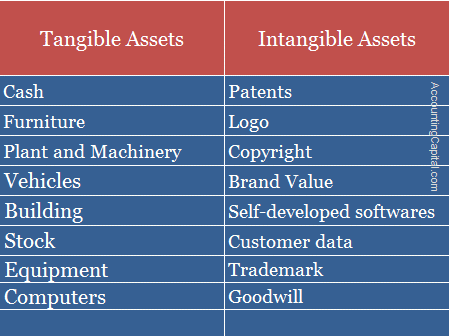 Tangible Assets Intangible Assets
Cash Patents
Furniture Logo
Plant and Machinery Copyright
Vehicles Brand Value
Building Self-developed softwares
Stock Customer data
Equipment Trademark
Computers Goodwill
AccountingCapital.com